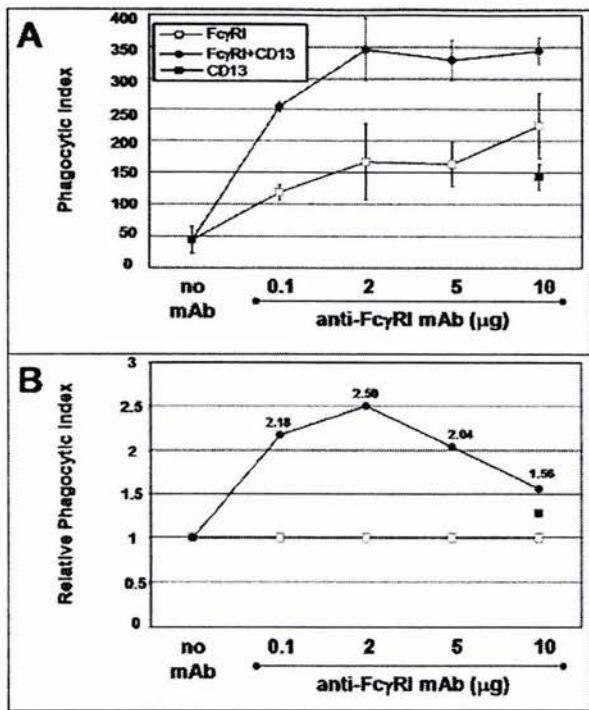 A
Phagocytic Index
400
350
300
250
200
150
100
50
0
FcγRI
FcγRI+CD13
CD13
no mAb
0.1
2
5
10
anti-FcγRI mAb (µg)
B
Relative Phagocytic Index
3
2.5
2
1.5
1
0.5
0
2.18
2.50
2.04
1.56
no mAb
0.1
2
5
10
anti-FcγRI mAb (µg)